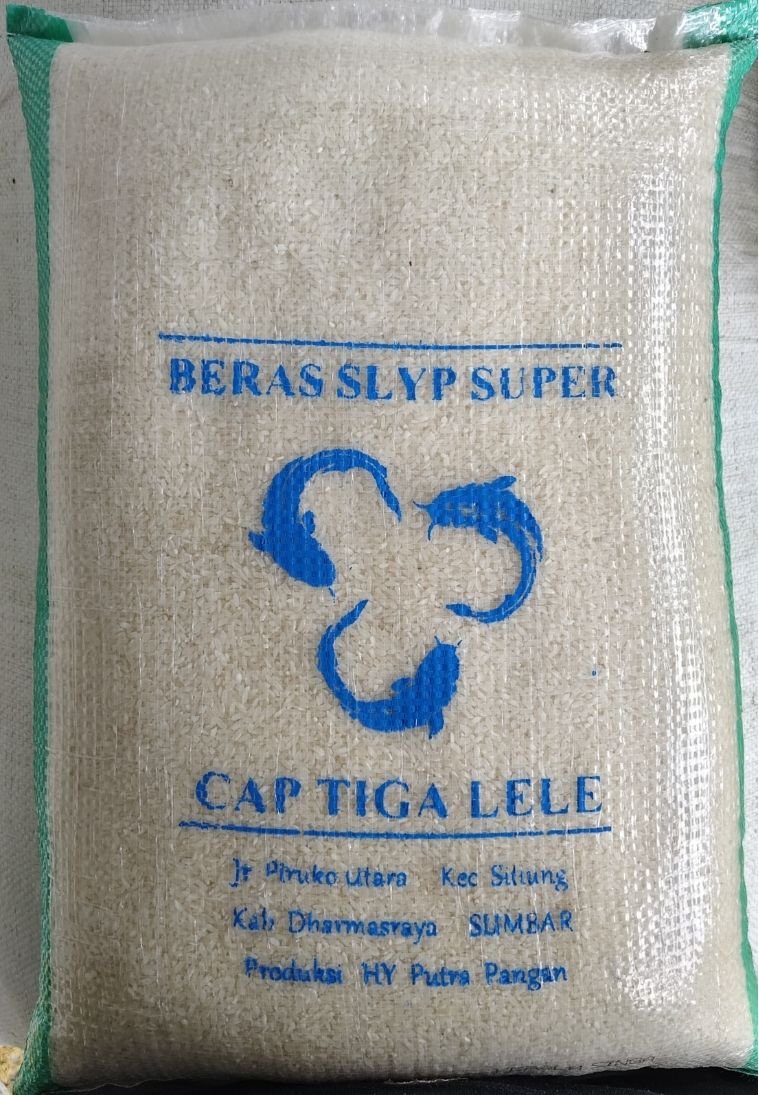 BERAS SLYP SUPER
CAP TIGA LELE
Jr Piruko Utara Kec Sitiung
Kab Dharmasraya SUMBAR
Produksi HY Putra Pangan